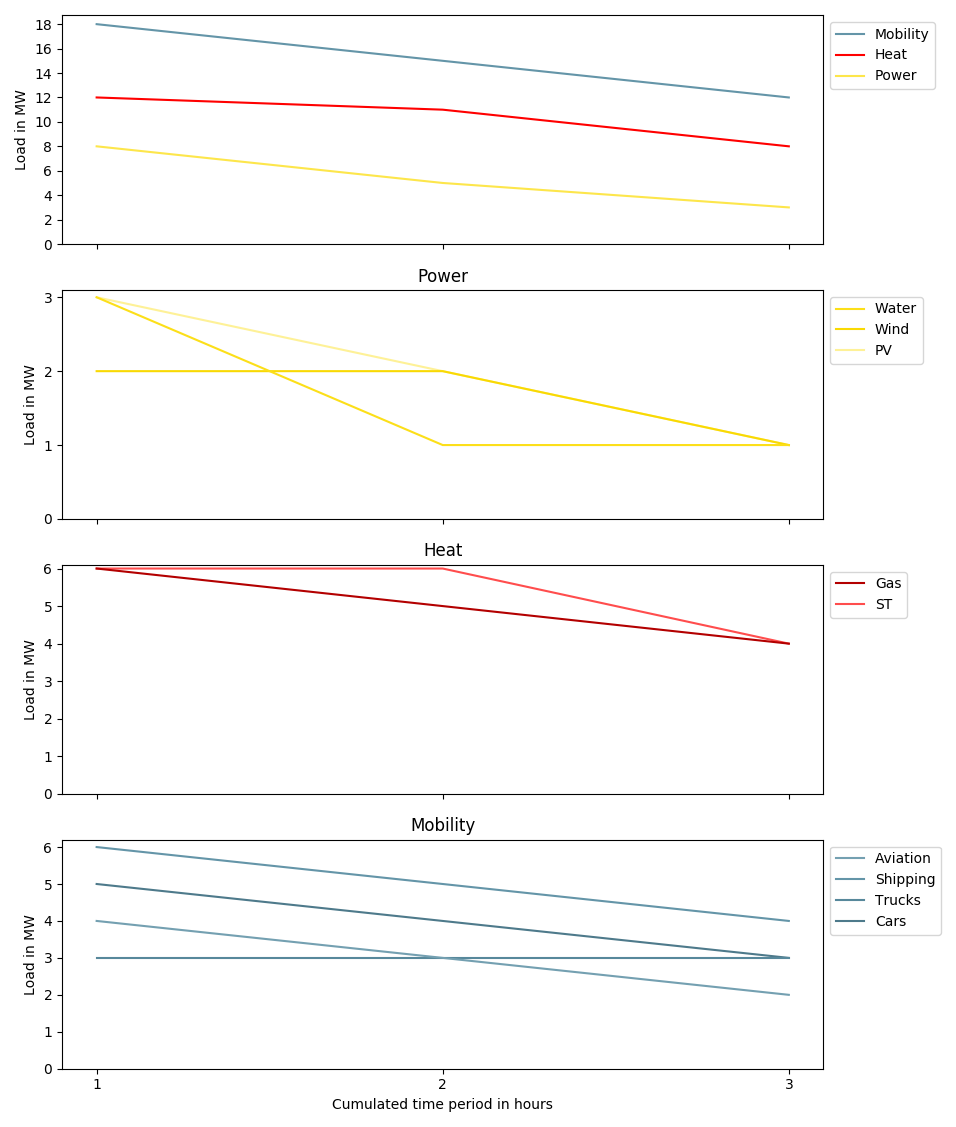 18
16
14
12
10
8
6
4
2
0
Load in MW
Mobility
Heat
Power
Power
3
2
1
0
Load in MW
Water
Wind
PV
Heat
6
5
4
3
2
1
0
Load in MW
Gas
ST
Mobility
6
5
4
3
2
1
0
Load in MW
Aviation
Shipping
Trucks
Cars
1 2 3
Cumulated time period in hours